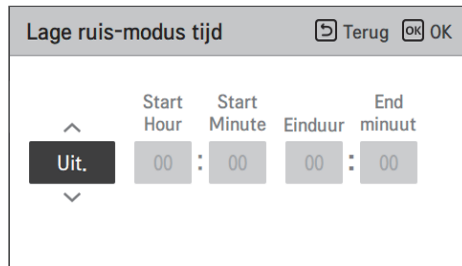 Lage ruis-modus tijd Terug OK OK
Start Start End
Hour Minute Einduur minuut
Uit. 00 : 00 00 : 00